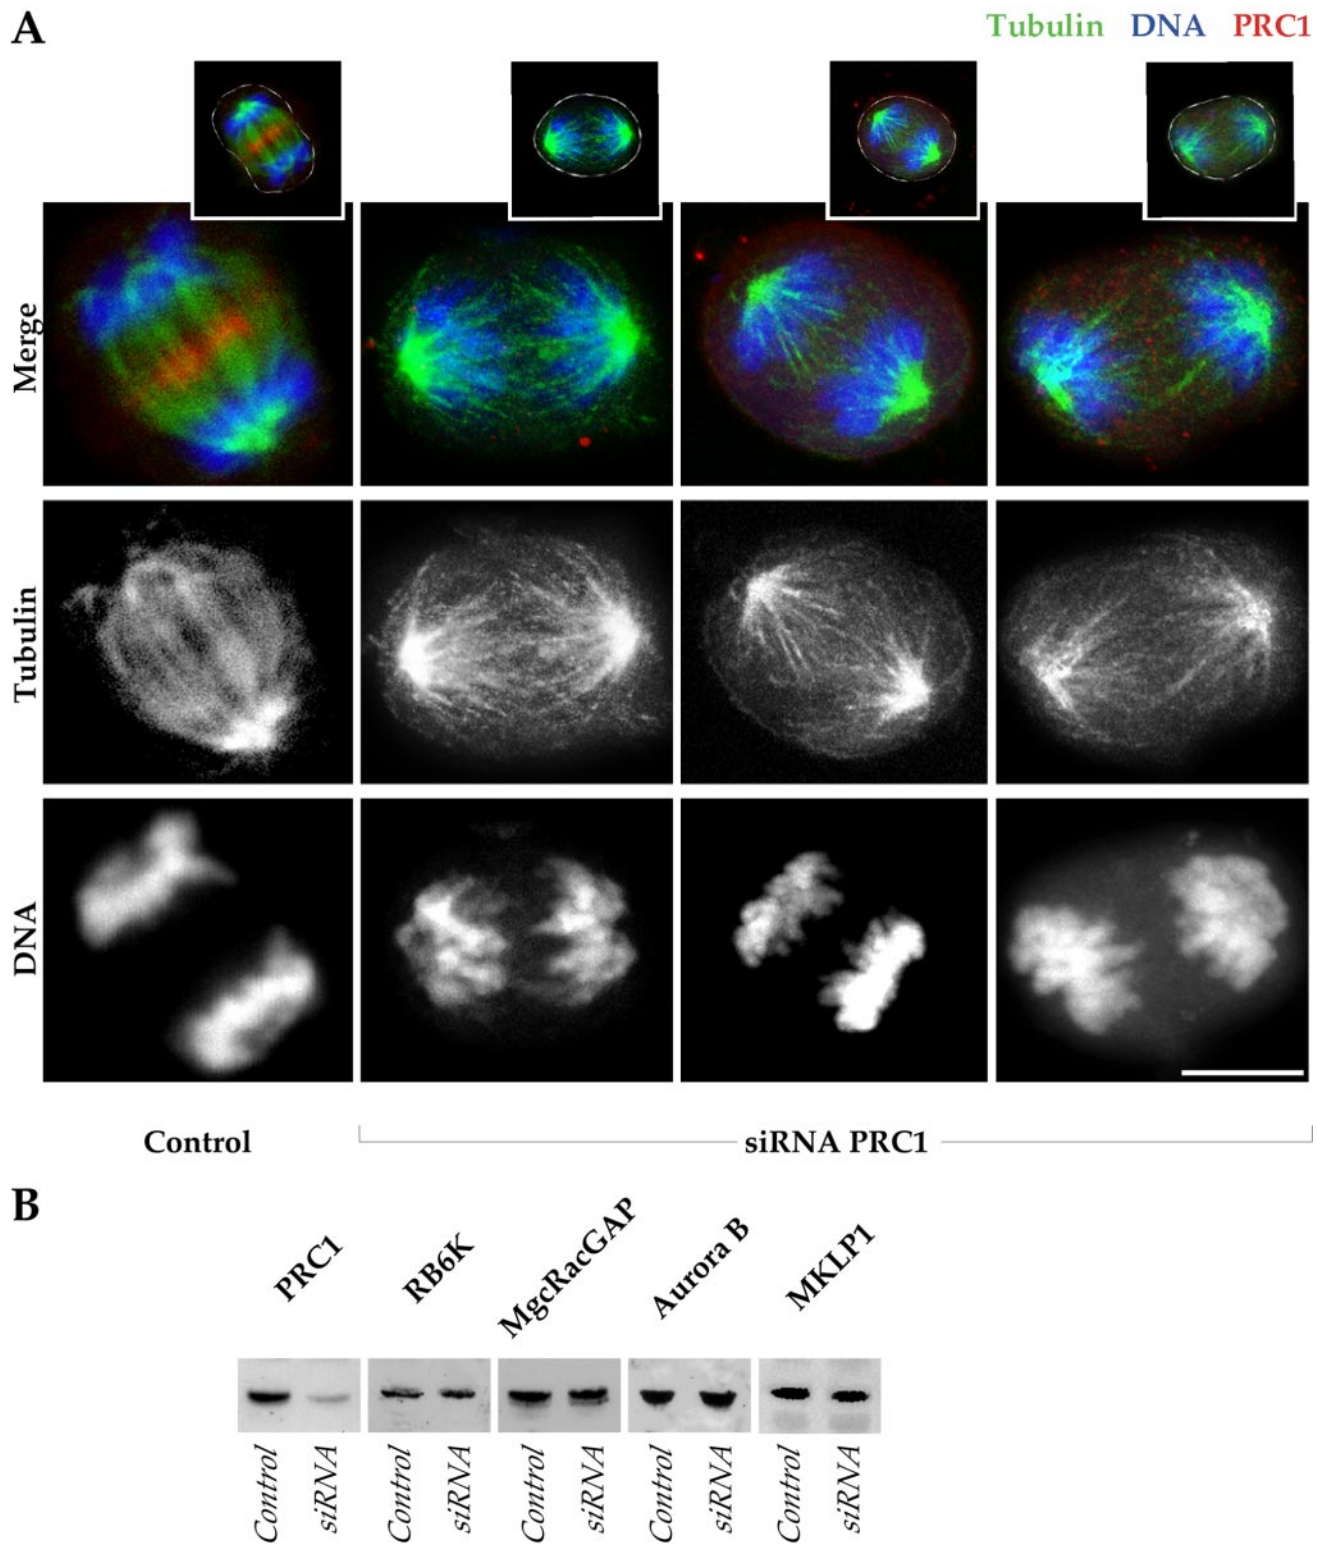 A
Tubulin DNA PRC1
Merge
Tubulin
DNA
Control
siRNA PRC1
B
PRC1
RB6K
MgcRacGAP
Aurora B
MKLP1
Control
siRNA
Control
siRNA
Control
siRNA
Control
siRNA
Control
siRNA